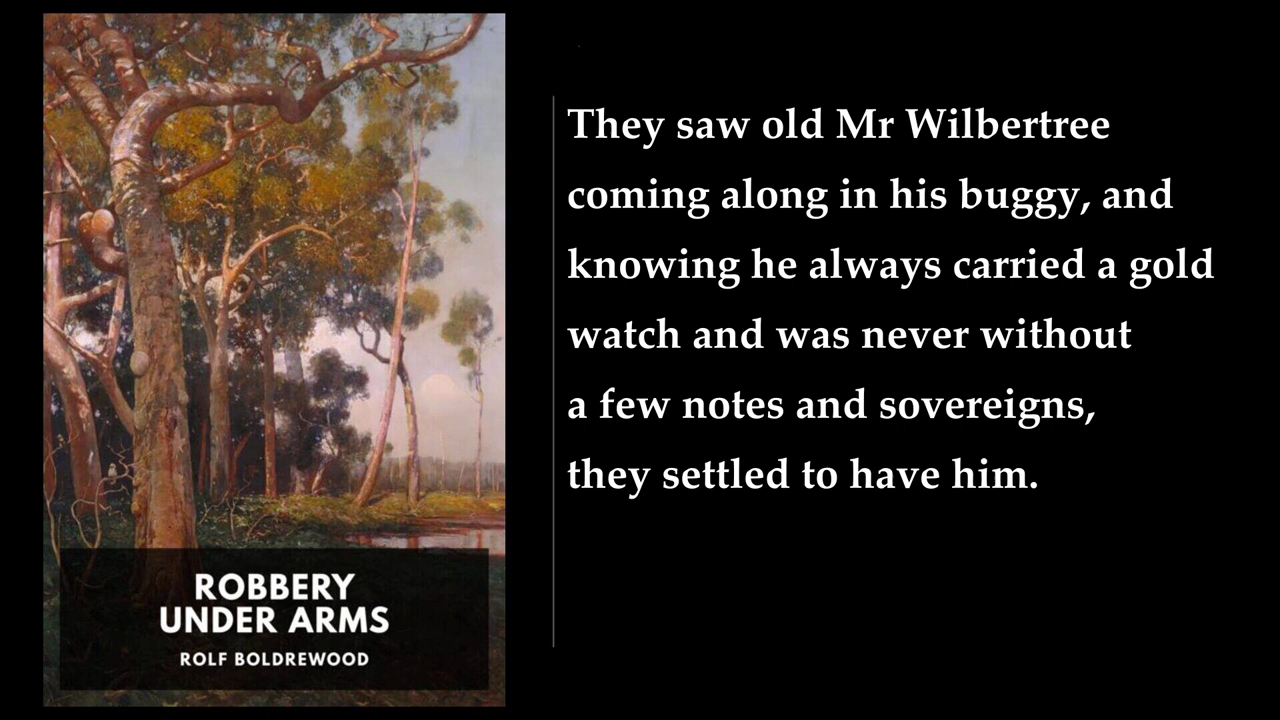 They saw old Mr Wilbertree
coming along in his buggy, and
knowing he always carried a gold
watch and was never without
a few notes and sovereigns,
they settled to have him.
ROBBERY
UNDER ARMS
ROLF BOLDREWOOD